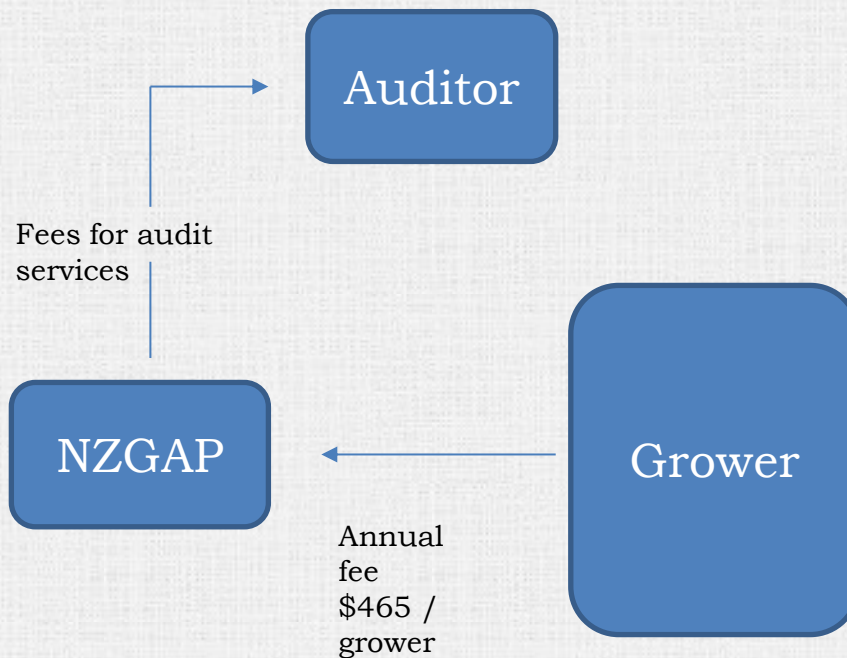 Auditor
Fees for audit
services
NZGAP
Grower
Annual
fee
$465 /
grower